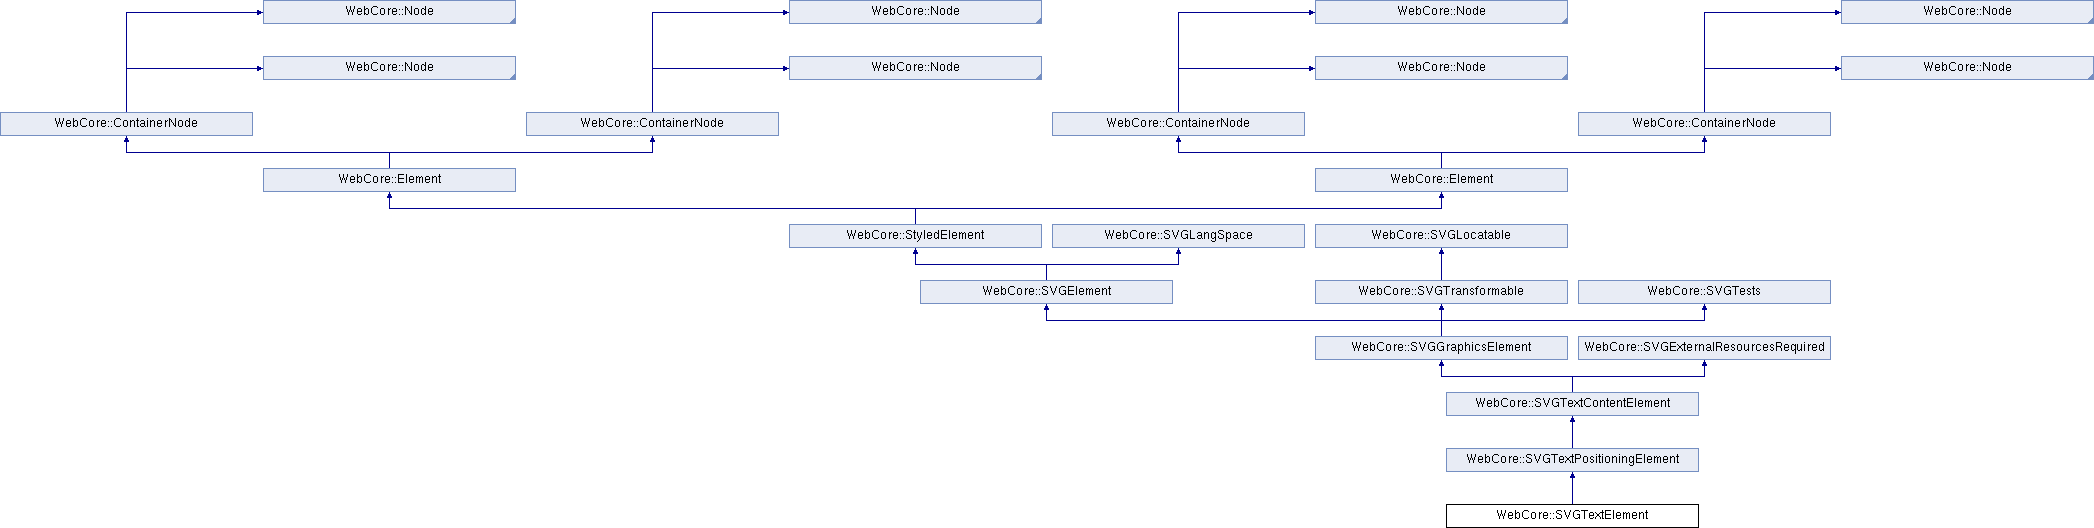 WebCore::Node
WebCore::Node
WebCore::Node
WebCore::Node
WebCore::Node
WebCore::Node
WebCore::Node
WebCore::Node
WebCore::ContainerNode
WebCore::ContainerNode
WebCore::ContainerNode
WebCore::ContainerNode
WebCore::Element
WebCore::Element
WebCore::StyledElement
WebCore::SVGLangSpace
WebCore::SVGLocatable
WebCore::SVGElement
WebCore::SVGTransformable
WebCore::SVGTests
WebCore::SVGGraphicsElement
WebCore::SVGExternalResourcesRequired
WebCore::SVGTextContentElement
WebCore::SVGTextPositioningElement
WebCore::SVGTextElement